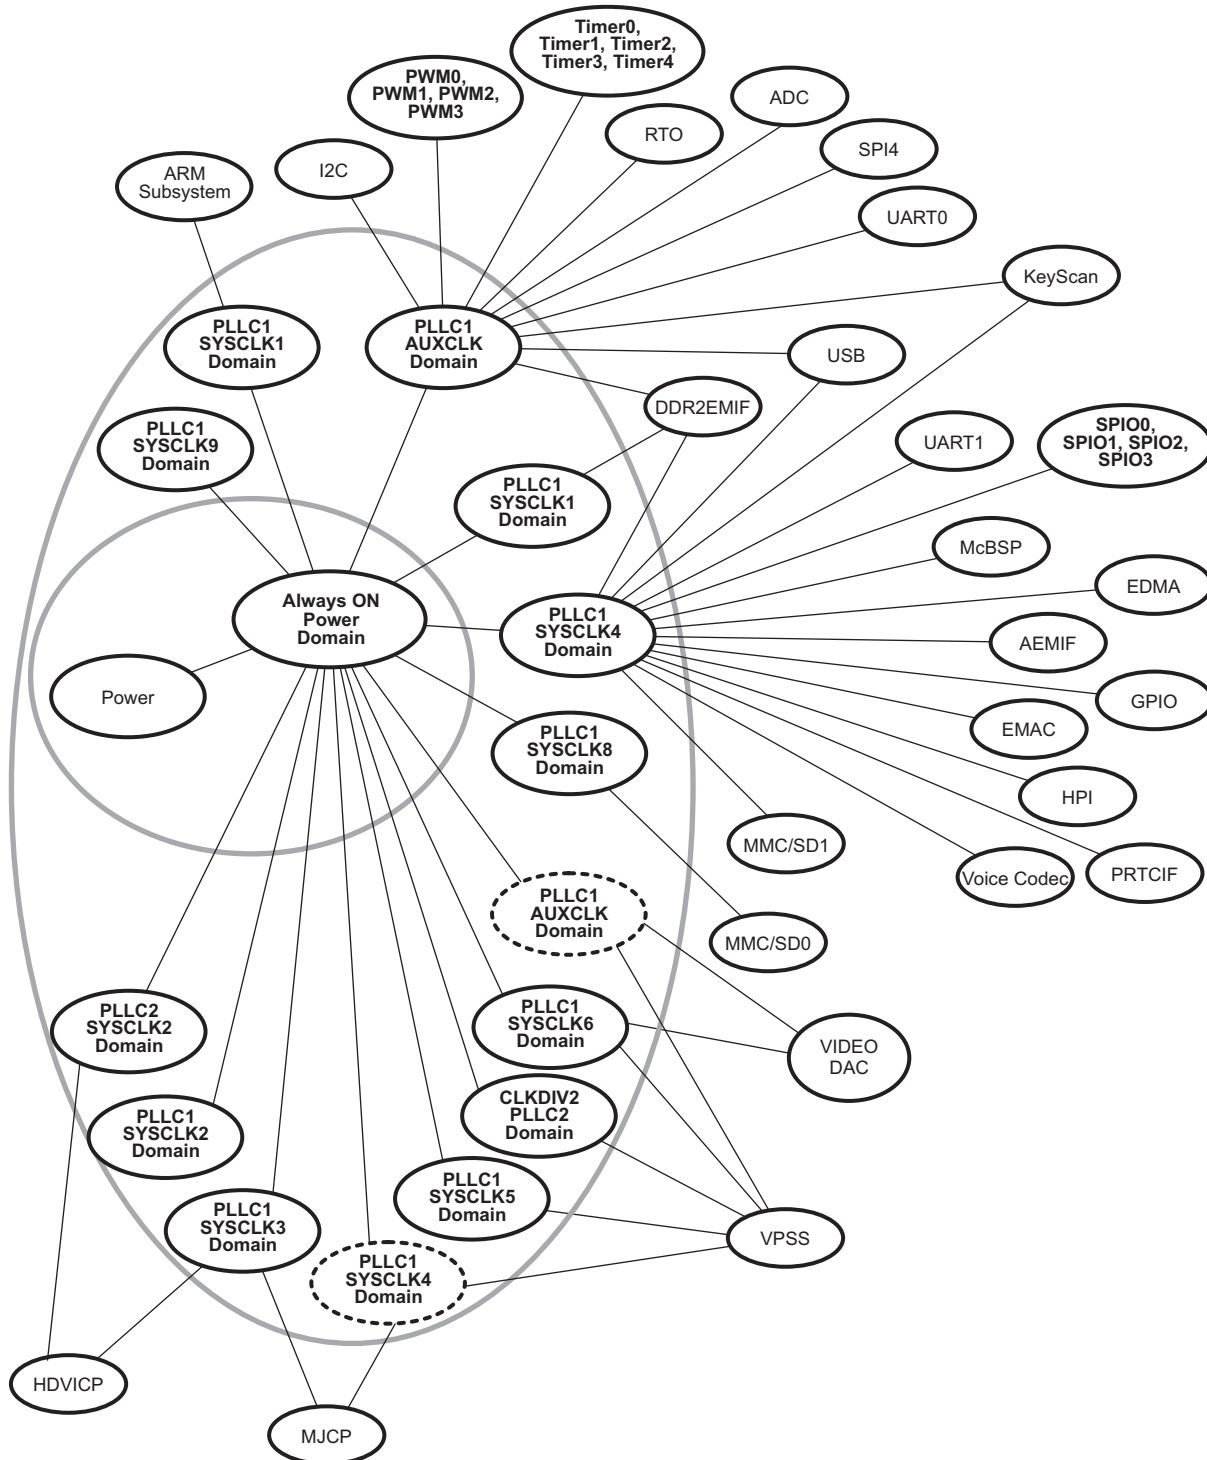 Timer0,
Timer1, Timer2,
Timer3, Timer4
PWM0,
PWM1, PWM2,
PWM3
ADC
RTO
SPI4
I2C
ARM
Subsystem
UART0
KeyScan
PLLC1
SYSCLK1
Domain
PLLC1
AUXCLK
Domain
USB
DDR2EMIF
PLLC1
SYSCLK9
Domain
UART1
SPIO0,
SPIO1, SPIO2,
SPIO3
PLLC1
SYSCLK1
Domain
McBSP
EDMA
Always ON
Power
Domain
PLLC1
SYSCLK4
Domain
AEMIF
Power
GPIO
EMAC
PLLC1
SYSCLK8
Domain
HPI
MMC/SD1
Voice Codec
PRTCIF
PLLC1
AUXCLK
Domain
MMC/SD0
PLLC2
SYSCLK2
Domain
PLLC1
SYSCLK6
Domain
VIDEO
DAC
CLKDIV2
PLLC2
Domain
PLLC1
SYSCLK2
Domain
PLLC1
SYSCLK5
Domain
PLLC1
SYSCLK3
Domain
VPSS
PLLC1
SYSCLK4
Domain
HDVICP
MJCP